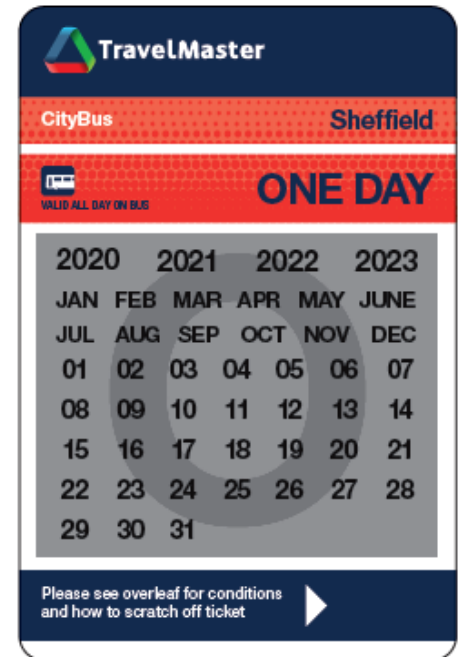 TravelMaster
CityBus Sheffield
ONE DAY
VALID ALL DAY ON BUS
2020 2021 2022 2023
JAN FEB MAR APR MAY JUNE
JUL AUG SEP OCT NOV DEC
01 02 03 04 05 06 07
08 09 10 11 12 13 14
15 16 17 18 19 20 21
22 23 24 25 26 27 28
29 30 31
Please see overleaf for conditions
and how to scratch off ticket